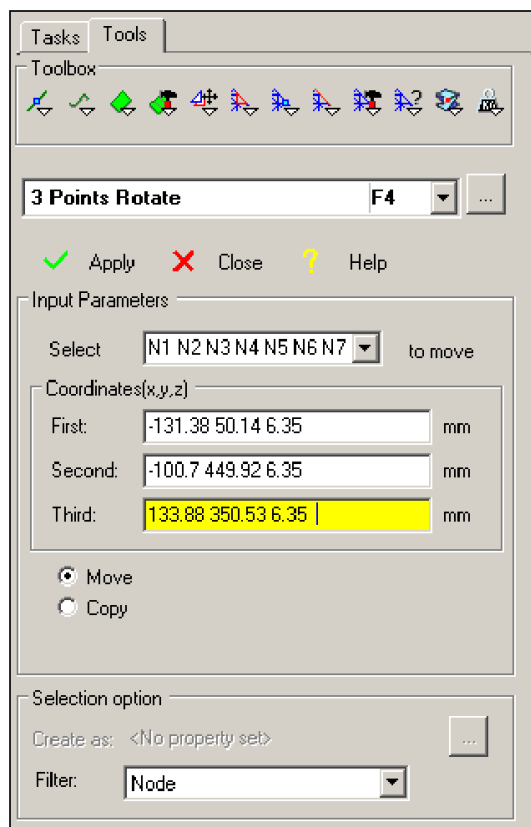 Tasks Tools
Toolbox
3 Points Rotate F4 ...
Apply Close ? Help
Input Parameters
Select N1 N2 N3 N4 N5 N6 N7 to move
Coordinates(x,y,z)
First: -131.38 50.14 6.35 mm
Second: -100.7 449.92 6.35 mm
Third: 133.88 350.53 6.35 mm
Move
Copy
Selection option
Create as: <No property set> ...
Filter: Node